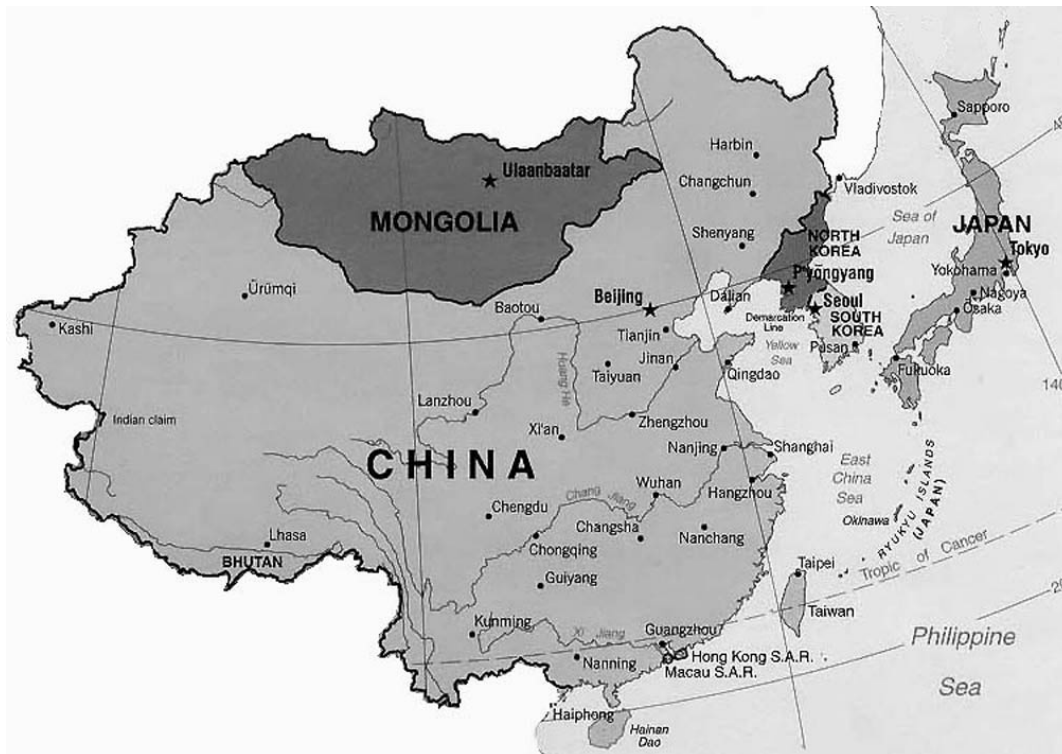 Sapporo
Harbin
Ulaanbaatar
Changchun
Vladivostok
MONGOLIA
Sea of
Japan
JAPAN
NORTH
KOREA
Shenyang
Tokyo
P'yŏngyang
Yokohama
Ürümqi
Beijing
Dalian
Seoul
Nagoya
Baotou
Demarcation
Line
SOUTH
KOREA
Ōsaka
Kashi
Tianjin
Yellow
Sea
Pusan
Huang He
Jinan
Taiyuan
Qingdao
Fukuoka
140
Lanzhou
Zhengzhou
Indian claim
Xi'an
Nanjing
Shanghai
CHINA
East
China
Sea
RYUKYU ISLANDS
(JAPAN)
Wuhan
Hangzhou
Chang Jiang
Chengdu
Changsha
Okinawa
Nanchang
Lhasa
Chongqing
BHUTAN
Taipei
Tropic of Cancer
Guiyang
Taiwan
Kunming
Xi Jiang
Guangzhou
Philippine
Sea
Nanning
Hong Kong S.A.R.
Macau S.A.R.
Haiphong
Hainan
Dao